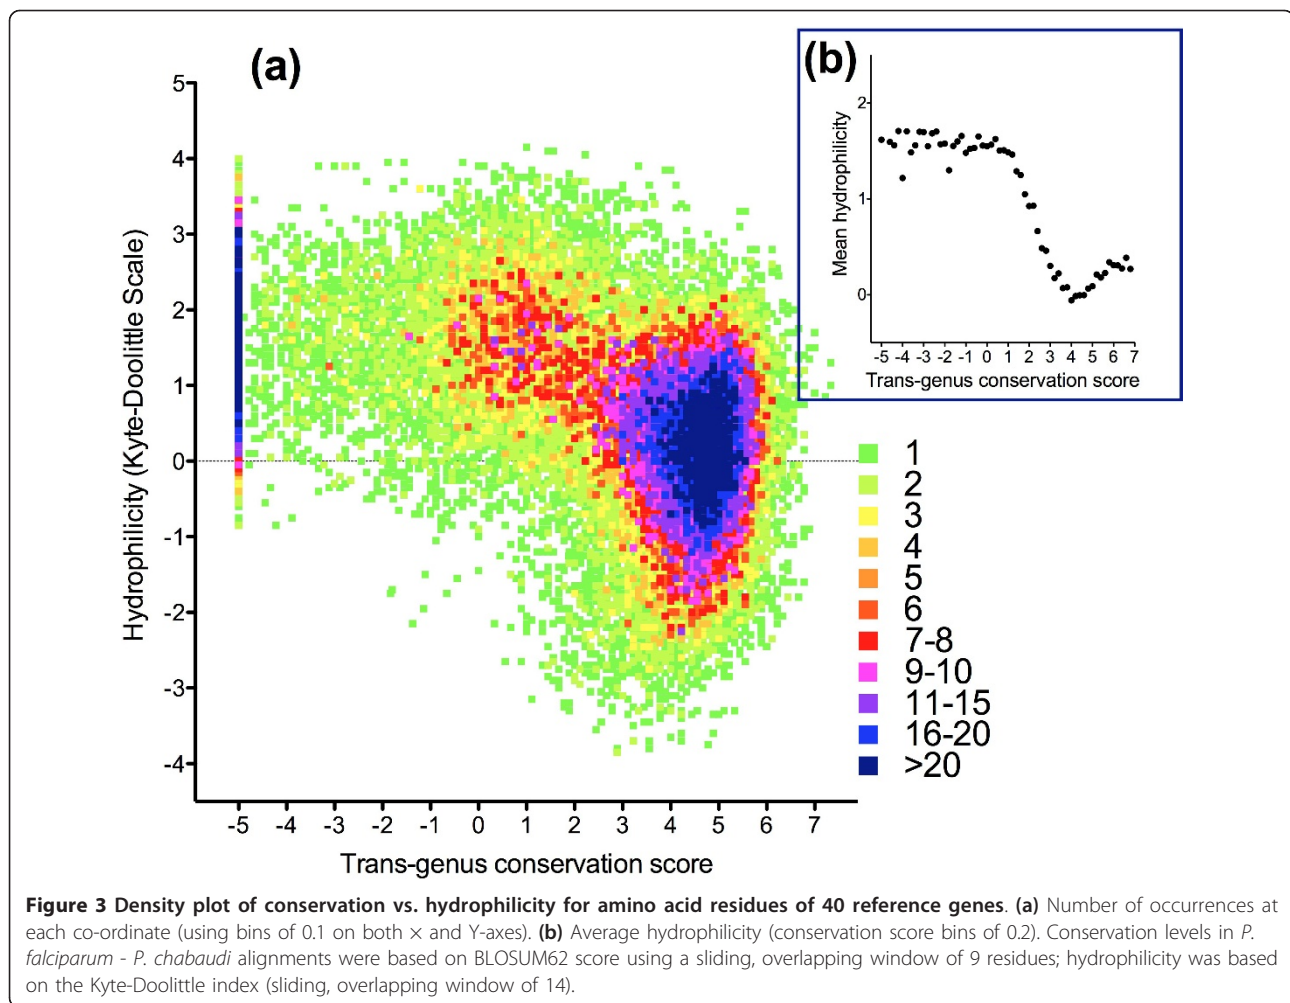 (a)
5
4
3
2
1
0
-1
-2
-3
-4
Hydrophilicity (Kyte-Doolittle Scale)
-5 -4 -3 -2 -1 0 1 2 3 4 5 6 7
Trans-genus conservation score
(b)
2
1
0
Mean hydrophilicity
-5 -4 -3 -2 -1 0 1 2 3 4 5 6 7
Trans-genus conservation score
1
2
3
4
5
6
7-8
9-10
11-15
16-20
>20
Figure 3 Density plot of conservation vs. hydrophilicity for amino acid residues of 40 reference genes. (a) Number of occurrences at
each co-ordinate (using bins of 0.1 on both × and Y-axes). (b) Average hydrophilicity (conservation score bins of 0.2). Conservation levels in P.
falciparum - P. chabaudi alignments were based on BLOSUM62 score using a sliding, overlapping window of 9 residues; hydrophilicity was based
on the Kyte-Doolittle index (sliding, overlapping window of 14).